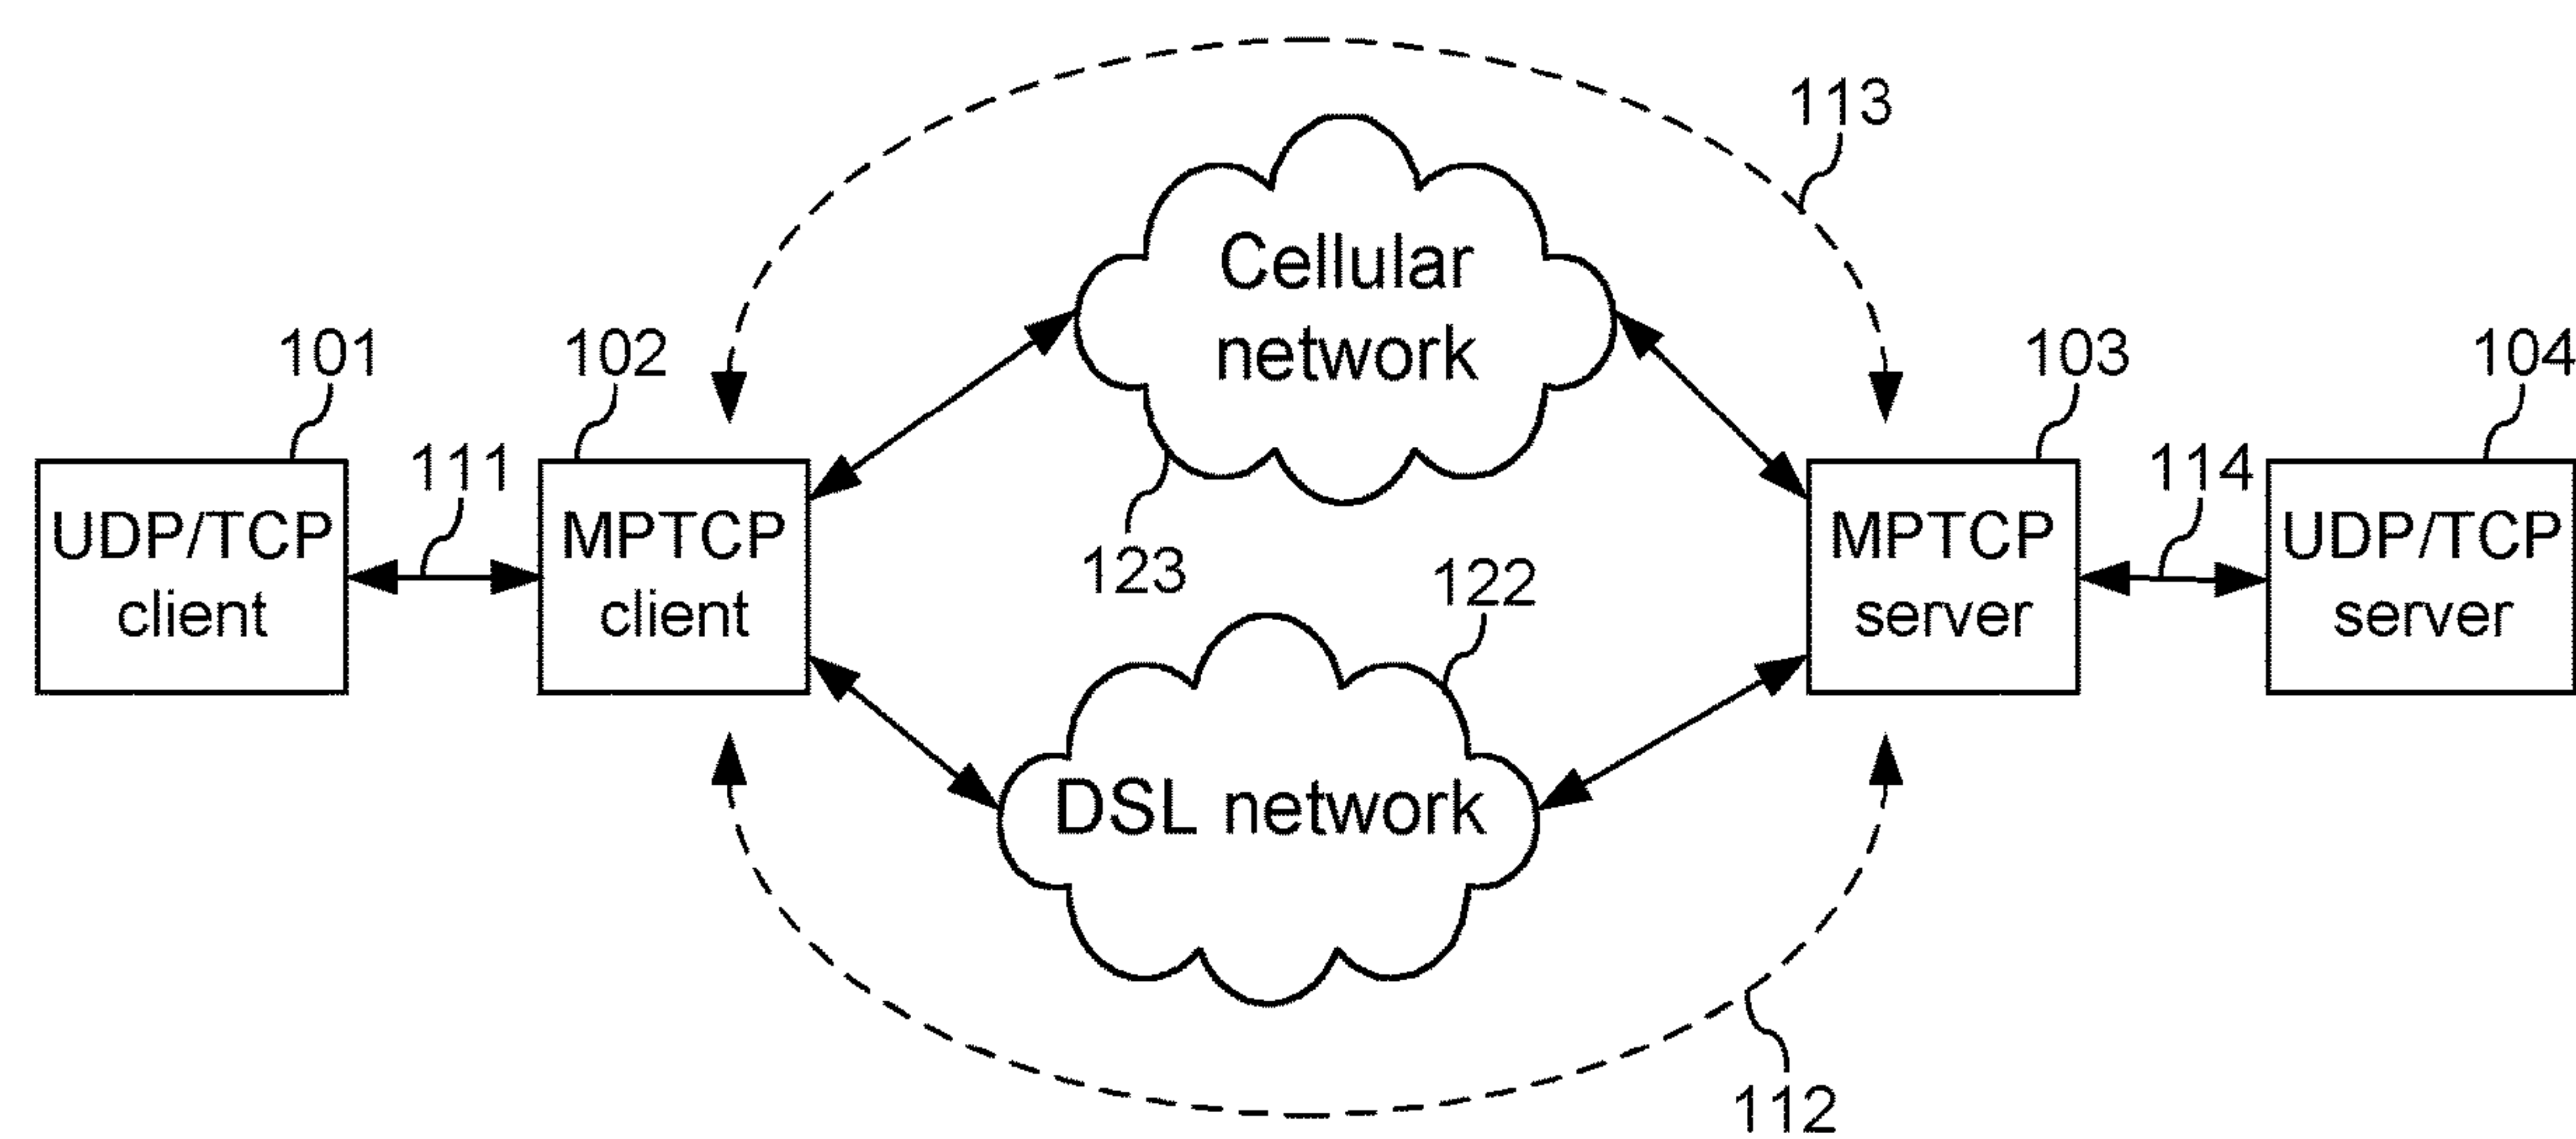 113
Cellular
network
101
102
103
104
111
114
UDP/TCP
client
MPTCP
client
MPTCP
server
UDP/TCP
server
123
122
DSL network
112